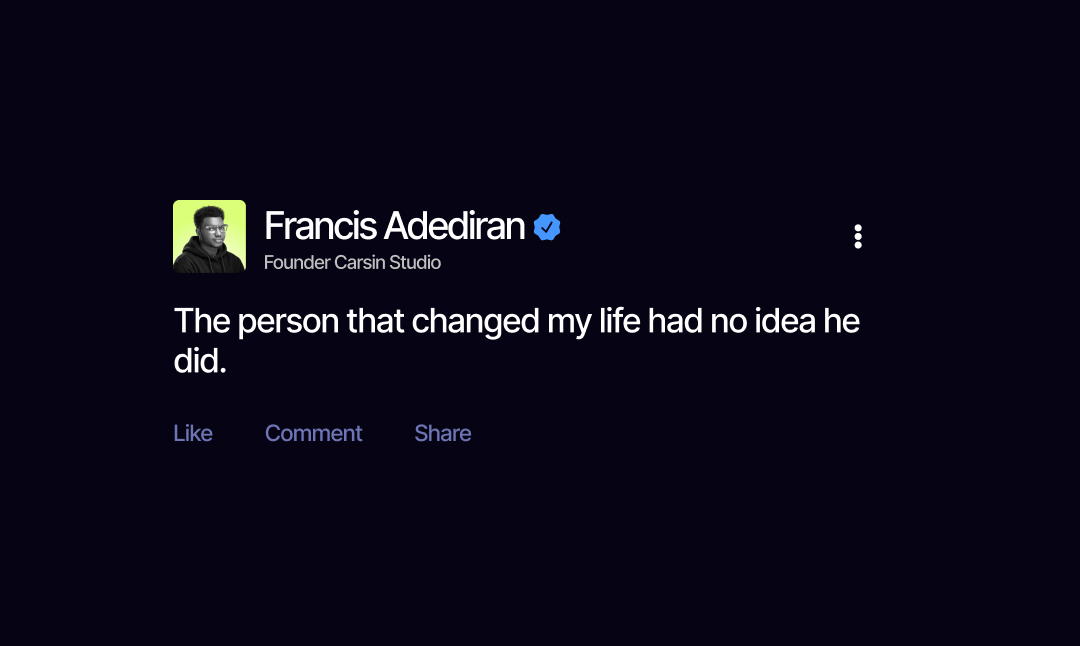 Francis Adediran
Founder Carsin Studio
The person that changed my life had no idea he
did.
Like Comment Share